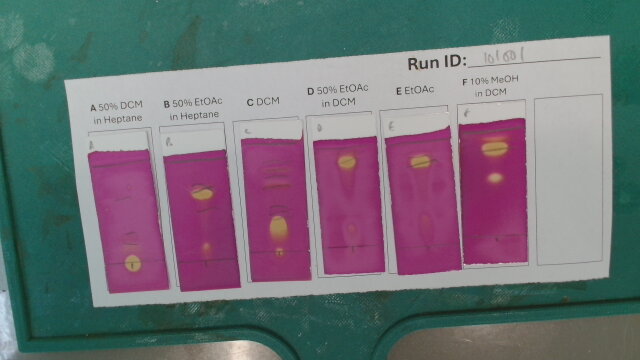 Run ID:
A 50% DCM
in Heptane
B 50% EtOAc
in Heptane
C DCM
D 50% EtOAc
in DCM
E EtOAc
F 10% MeOH
in DCM